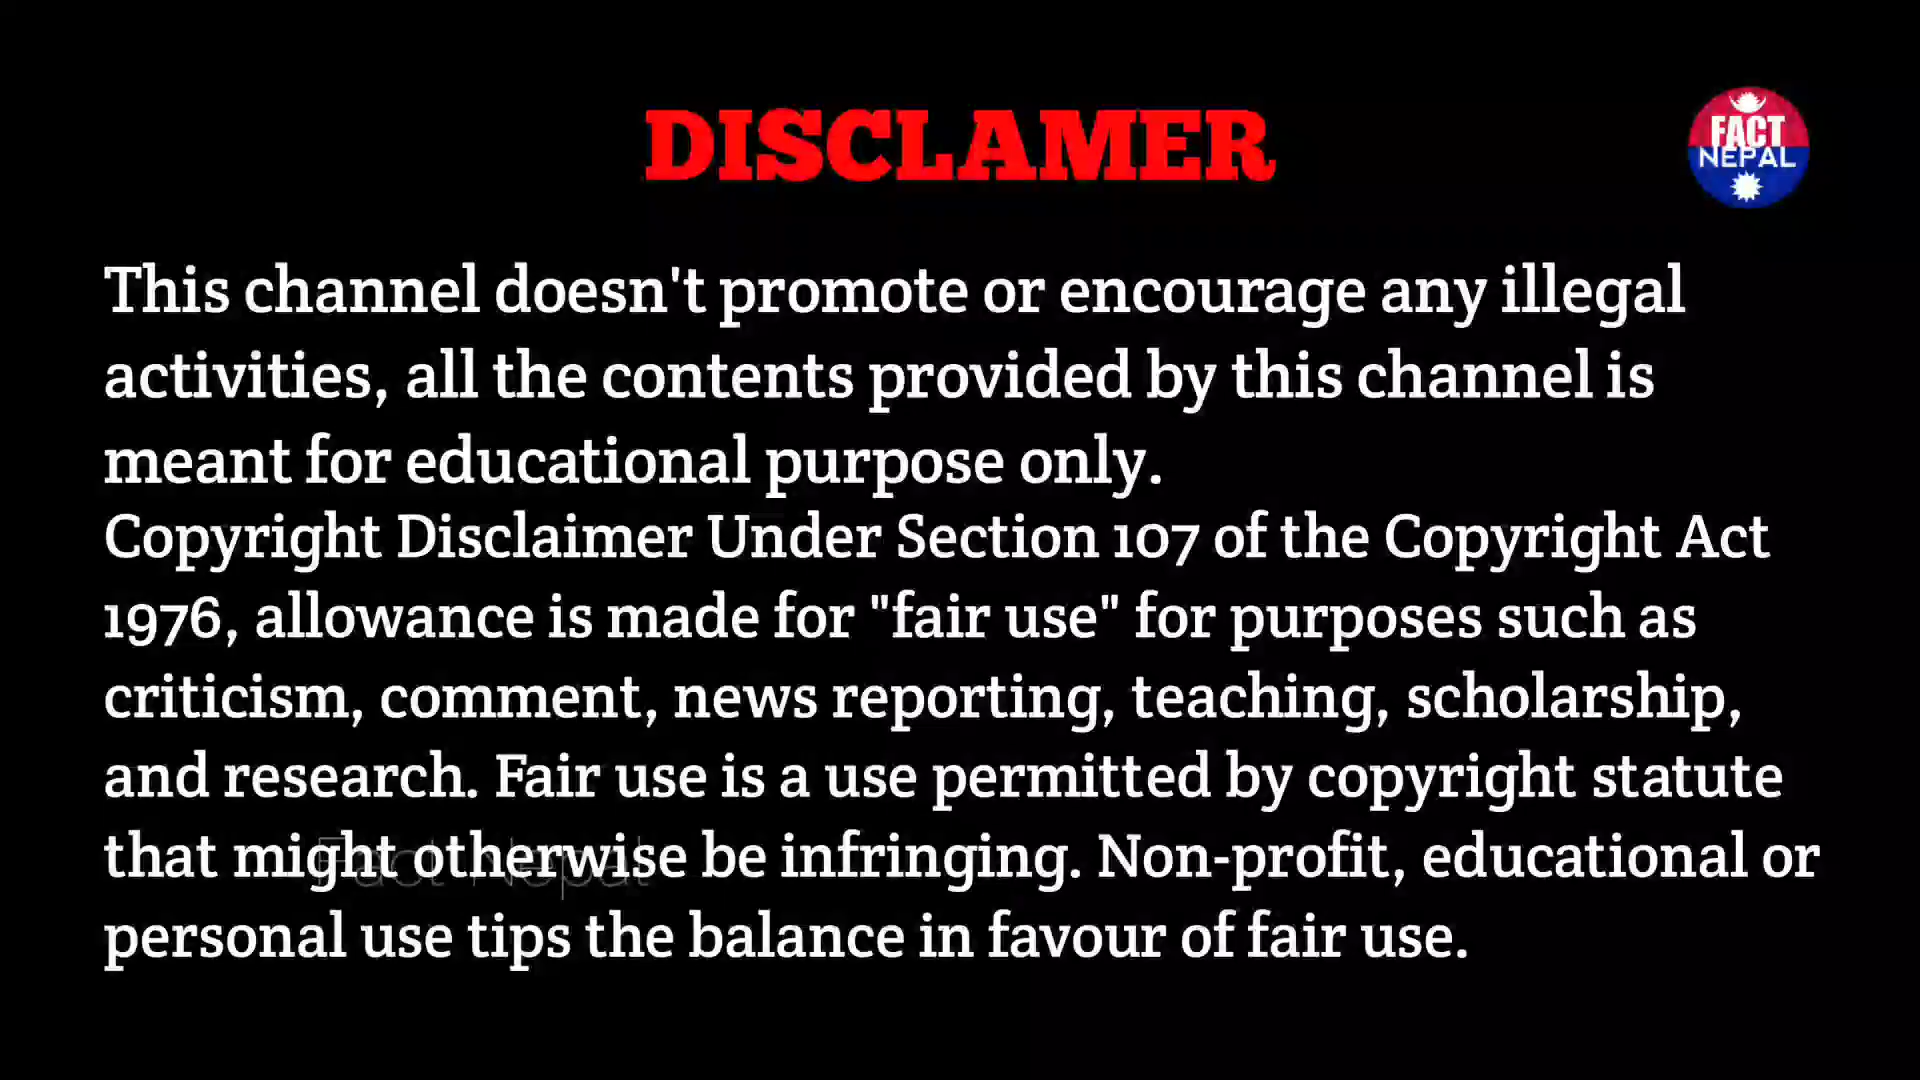 DISCLAMER
FACT
NEPAL
This channel doesn't promote or encourage any illegal
activities, all the contents provided by this channel is
meant for educational purpose only.
Copyright Disclaimer Under Section 107 of the Copyright Act
1976, allowance is made for "fair use" for purposes such as
criticism, comment, news reporting, teaching, scholarship,
and research. Fair use is a use permitted by copyright statute
that might otherwise be infringing. Non-profit, educational or
Fact Nepal
personal use tips the balance in favour of fair use.